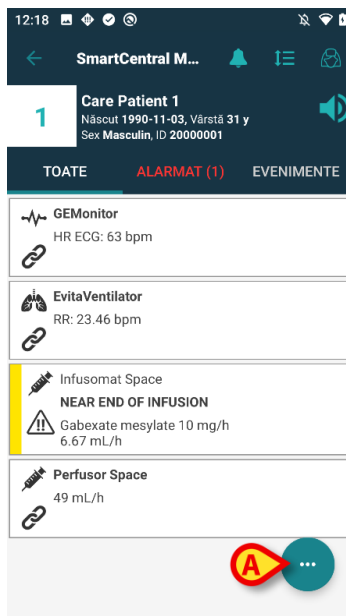 12:18
SmartCentral M...
1
Care Patient 1
Născut 1990-11-03, Vârstă 31 y
Sex Masculin, ID 20000001
TOATE
ALARMAT (1)
EVENIMENTE
GEMonitor
HR ECG: 63 bpm
EvitaVentilator
RR: 23.46 bpm
Infusomat Space
NEAR END OF INFUSION
Gabexate mesylate 10 mg/h
6.67 mL/h
Perfusor Space
49 mL/h
A